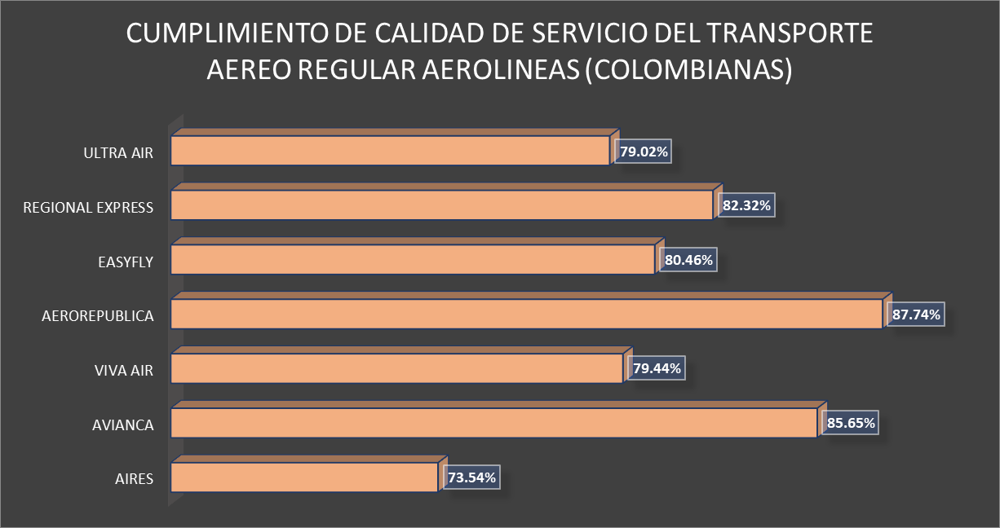 CUMPLIMIENTO DE CALIDAD DE SERVICIO DEL TRANSPORTE
AEREO REGULAR AEROLINEAS (COLOMBIANAS)
ULTRA AIR 79.02%
REGIONAL EXPRESS 82.32%
EASYFLY 80.46%
AEROREPUBLICA 87.74%
VIVA AIR 79.44%
AVIANCA 85.65%
AIRES 73.54%